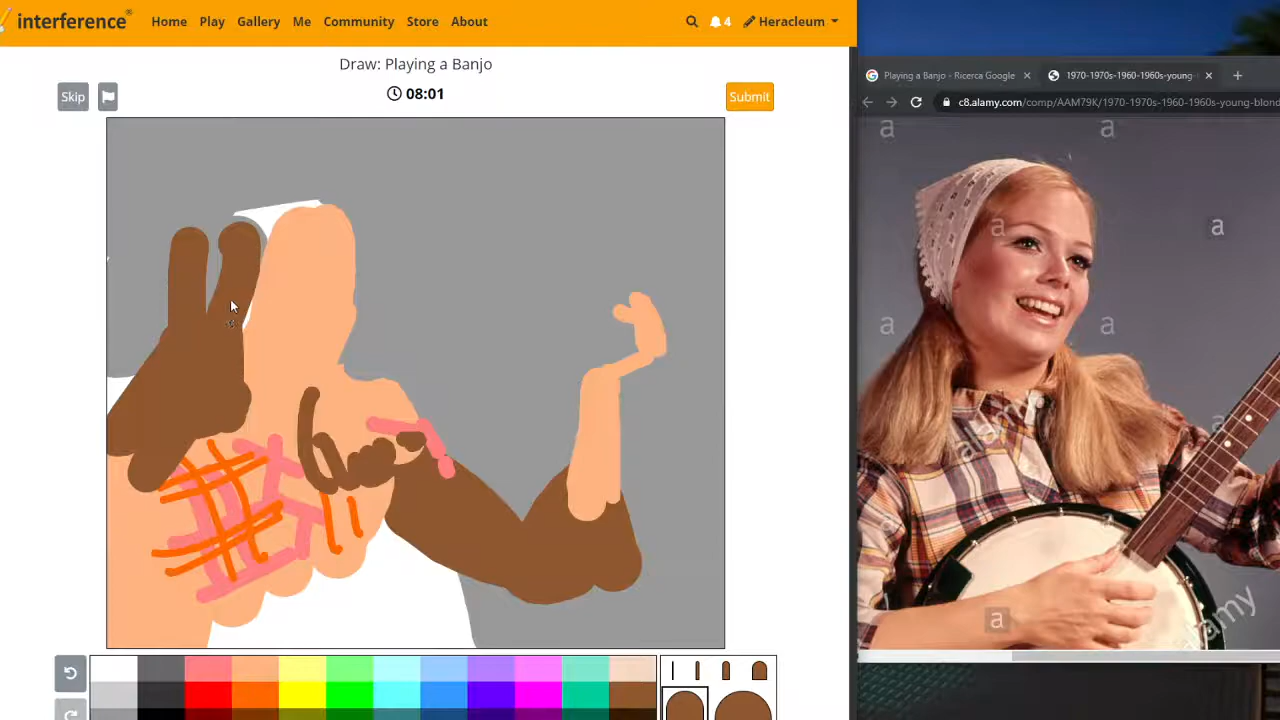 interference®
Home Play Gallery Me Community Store About
4 Heracleum
Draw: Playing a Banjo
Skip
08:01
Submit
Playing a Banjo - Ricerca Google
1970-1970s-1960-1960s-young-
c8.alamy.com/comp/AAM79K/1970-1970s-1960-1960s-young-blond
a a
a a
a a
alamy a
a
alamy